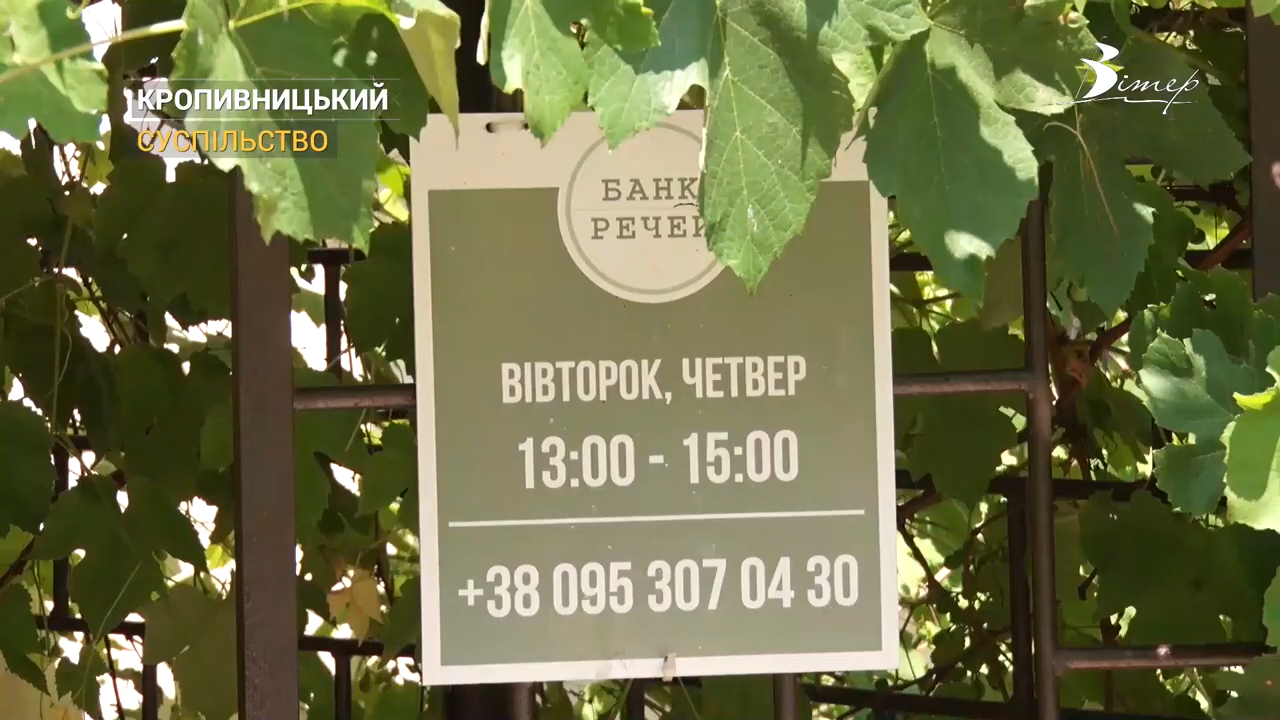 КРОПИВНИЦЬКИЙ
СУСПІЛЬСТВО
Вітер
БАНК
РЕЧЕЙ
ВІВТОРОК, ЧЕТВЕР
13:00 - 15:00
+38 095 307 04 30